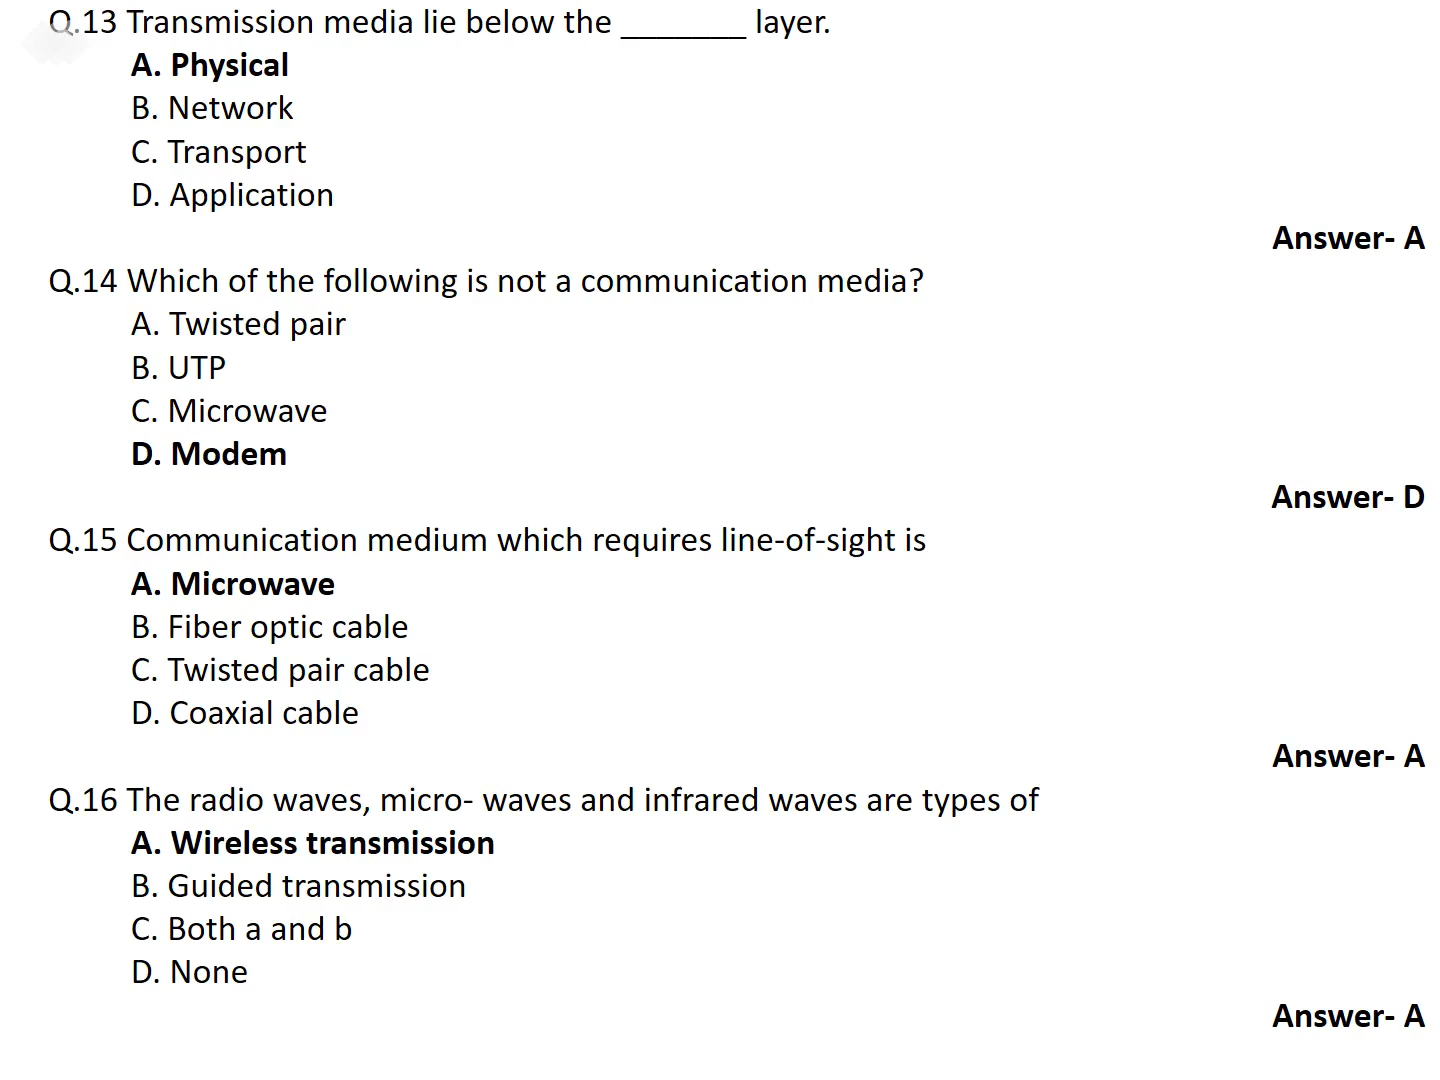 Q.13 Transmission media lie below the _______ layer.
A. Physical
B. Network
C. Transport
D. Application
Answer- A
Q.14 Which of the following is not a communication media?
A. Twisted pair
B. UTP
C. Microwave
D. Modem
Answer- D
Q.15 Communication medium which requires line-of-sight is
A. Microwave
B. Fiber optic cable
C. Twisted pair cable
D. Coaxial cable
Answer- A
Q.16 The radio waves, micro- waves and infrared waves are types of
A. Wireless transmission
B. Guided transmission
C. Both a and b
D. None
Answer- A